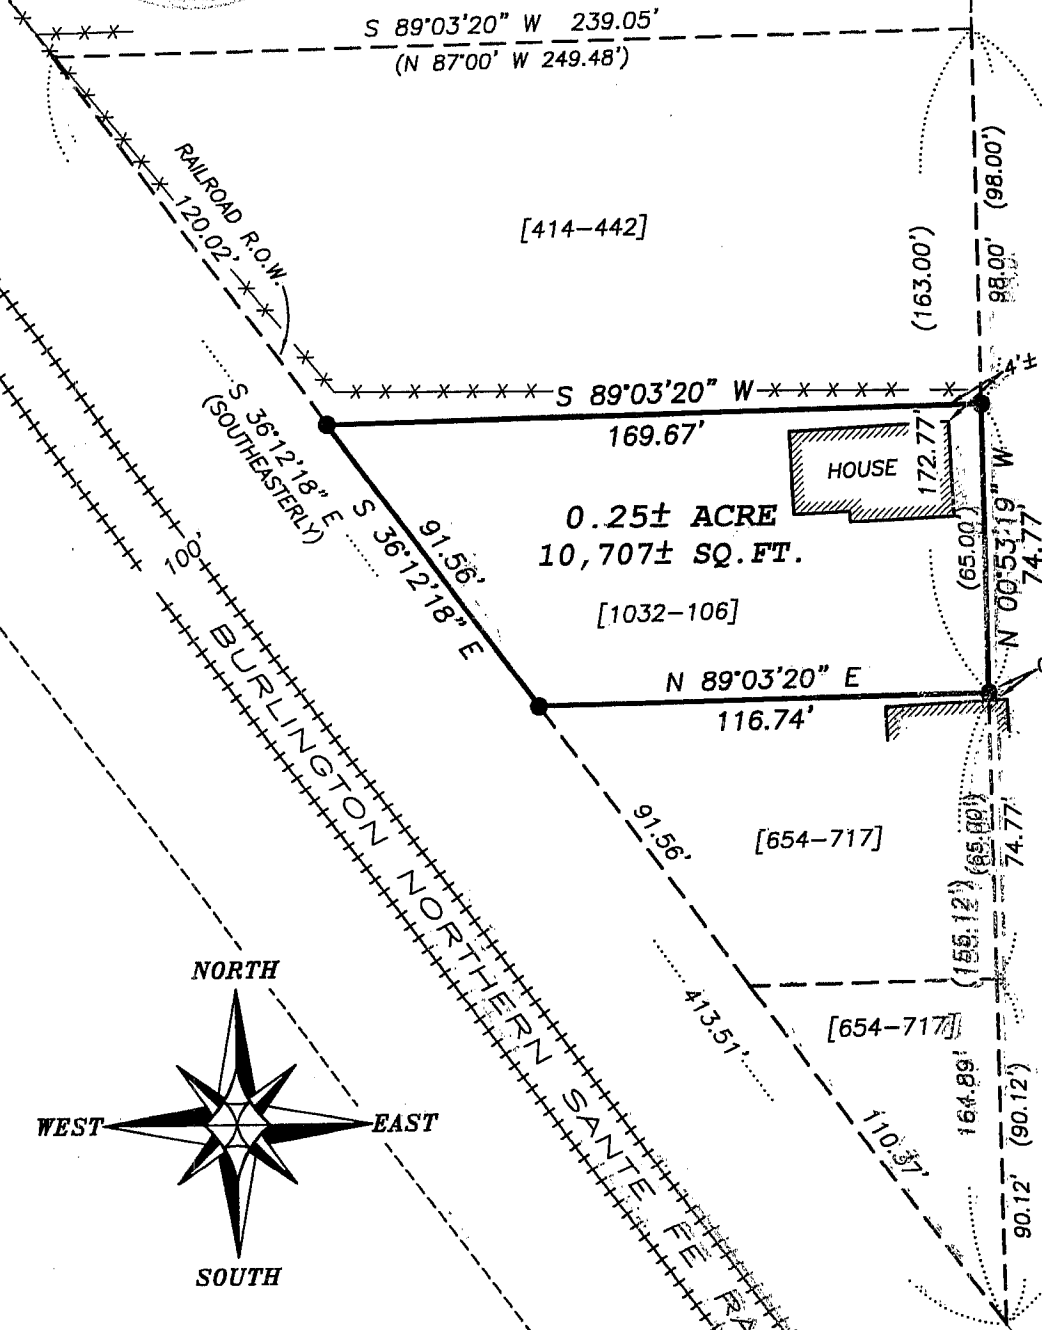 S 89°03'20" W 239.05'
(N 87°00' W 249.48')
RAILROAD R.O.W.
120.02'
(98.00')
98.00'
[414-442]
(163.00')
4'±
S 89°03'20" W
169.67'
S 36°12'18" E
(SOUTHEASTERLY)
HOUSE
172.77'
0.25± ACRE
10,707± SQ.FT.
[1032-106]
91.56'
S 36°12'18" E
(65.00')
N 00°53'19" W
74.77'
100'
N 89°03'20" E
116.74'
BURLINGTON NORTHERN SANTE FE
91.56'
[654-717]
(65.00')
74.77'
(155.12')
413.51'
[654-717]
164.89'
(90.12')
90.12'
110.37'
NORTH
WEST
EAST
SOUTH